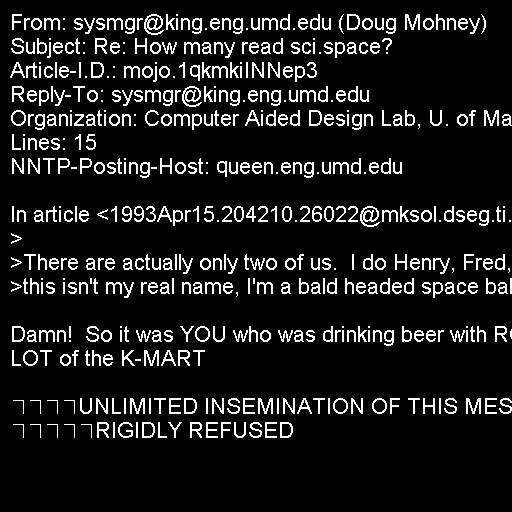 From: sysmgr@king.eng.umd.edu (Doug Mohney)
Subject: Re: How many read sci.space?
Article-I.D.: mojo.1qkmkiINNep3
Reply-To: sysmgr@king.eng.umd.edu
Organization: Computer Aided Design Lab, U. of Ma
Lines: 15
NNTP-Posting-Host: queen.eng.umd.edu
In article <1993Apr15.204210.26022@mksol.dseg.ti.
>
>There are actually only two of us.  I do Henry, Fred,
>this isn't my real name, I'm a bald headed space bal
Damn!  So it was YOU who was drinking beer with R
LOT of the K-MART
UNLIMITED INSEMINATION OF THIS MES
RIGIDLY REFUSED